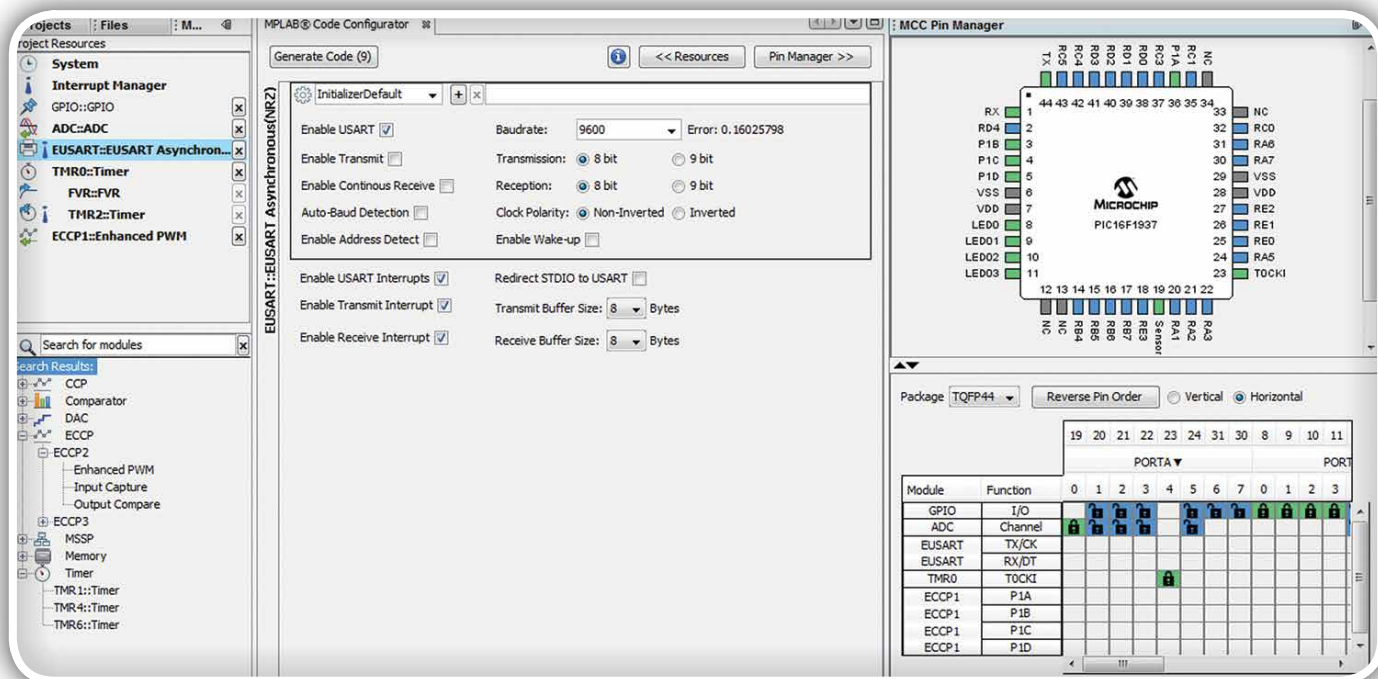 Projects Files M...
Project Resources
System
Interrupt Manager
GPIO::GPIO
ADC::ADC
EUSART::EUSART Asynchron...
TMR0::Timer
FVR::FVR
TMR2::Timer
ECCP1::Enhanced PWM
Search for modules
Search Results:
CCP
Comparator
DAC
ECCP
ECCP2
Enhanced PWM
Input Capture
Output Compare
ECCP3
MSSP
Memory
Timer
TMR1::Timer
TMR4::Timer
TMR6::Timer
MPLAB® Code Configurator
Generate Code (9) << Resources Pin Manager >>
EUSART::EUSART Asynchronous(NRZ)
InitializerDefault
Enable USART Baudrate: 9600 Error: 0.16025798
Enable Transmit Transmission: 8 bit 9 bit
Enable Continous Receive Reception: 8 bit 9 bit
Auto-Baud Detection Clock Polarity: Non-Inverted Inverted
Enable Address Detect Enable Wake-up
Enable USART Interrupts Redirect STDIO to USART
Enable Transmit Interrupt Transmit Buffer Size: 8 Bytes
Enable Receive Interrupt Receive Buffer Size: 8 Bytes
MCC Pin Manager
TX RC5 RC4 RD3 RD2 RD1 RD0 RC3 P1A RC1 NC
44 43 42 41 40 39 38 37 36 35 34
RX 1 33 NC
RD4 2 32 RC0
P1B 3 31 RA6
P1C 4 30 RA7
P1D 5 29 VSS
VSS 6 28 VDD
VDD 7 27 RE2
LED0 8 26 RE1
LED01 9 25 RE0
LED02 10 24 RA5
LED03 11 23 T0CKI
MICROCHIP
PIC16F1937
12 13 14 15 16 17 18 19 20 21 22
NC NC RB4 RB5 RB6 RB7 RE3 Sensor RA1 RA2 RA3
Package TQFP44 Reverse Pin Order Vertical Horizontal
19 20 21 22 23 24 31 30 8 9 10 11
PORTA▼ PORT
Module Function 0 1 2 3 4 5 6 7 0 1 2 3
GPIO I/O
ADC Channel
EUSART TX/CK
EUSART RX/DT
TMR0 T0CKI
ECCP1 P1A
ECCP1 P1B
ECCP1 P1C
ECCP1 P1D